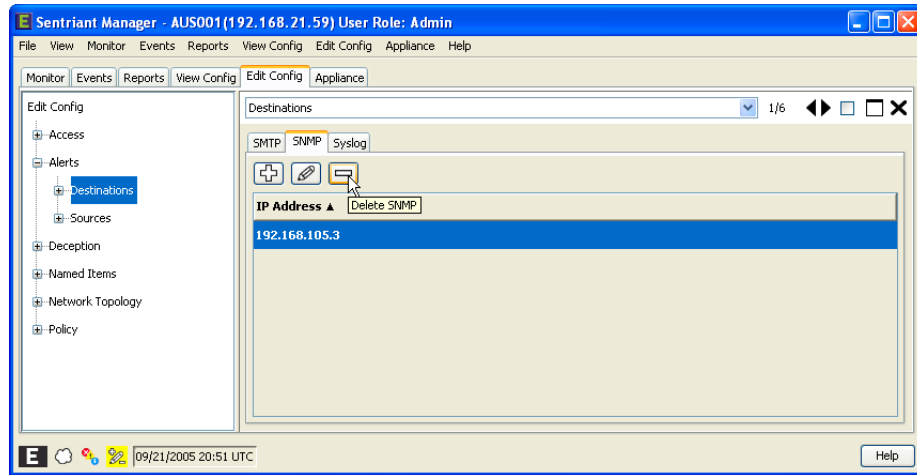 E Sentriant Manager - AUS001(192.168.21.59) User Role: Admin
File View Monitor Events Reports View Config Edit Config Appliance Help
Monitor Events Reports View Config Edit Config Appliance
Edit Config
Access
Alerts
Destinations
Sources
Deception
Named Items
Network Topology
Policy
Destinations 1/6
SMTP SNMP Syslog
IP Address ▲ Delete SNMP
192.168.105.3
E 09/21/2005 20:51 UTC Help